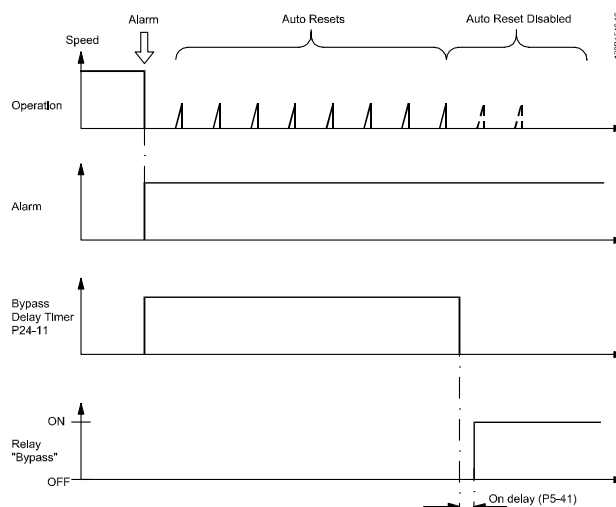 Alarm
Auto Resets
Auto Reset Disabled
Speed
Operation
Alarm
Bypass
Delay Timer
P24-11
ON
Relay
"Bypass"
OFF
On delay (P5-41)